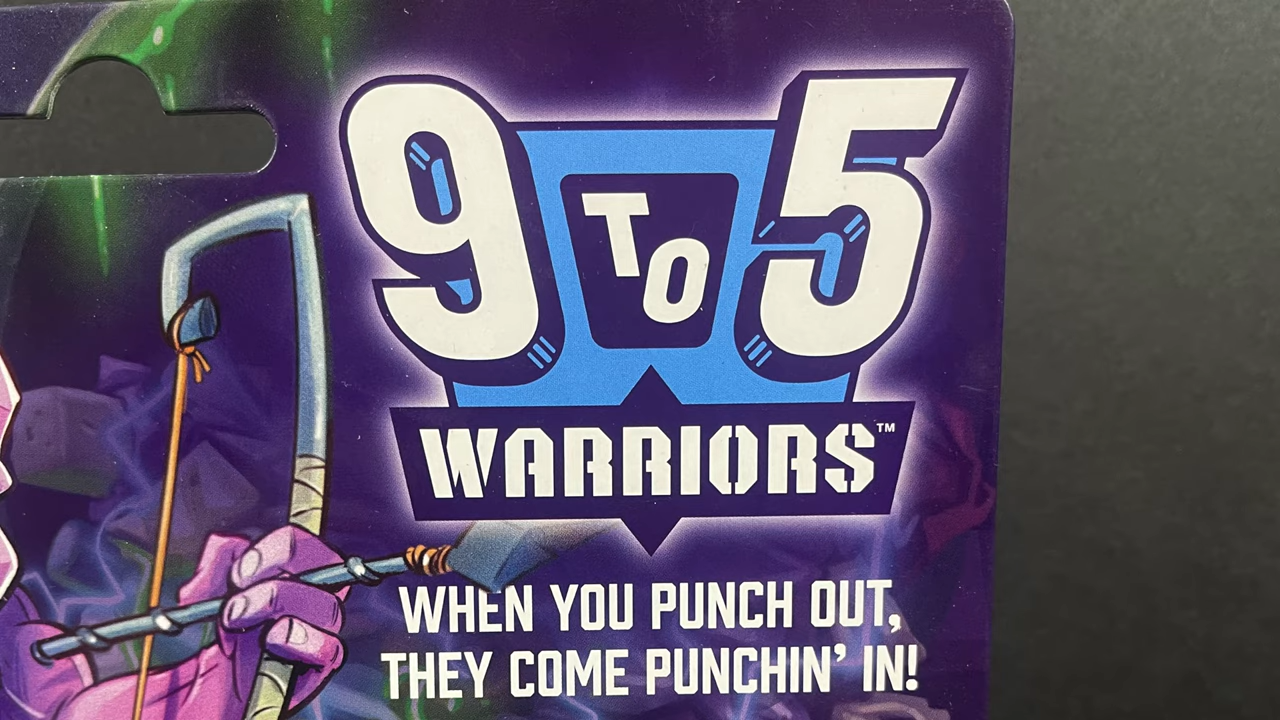 9 TO 5
WARRIORS™
WHEN YOU PUNCH OUT,
THEY COME PUNCHIN' IN!